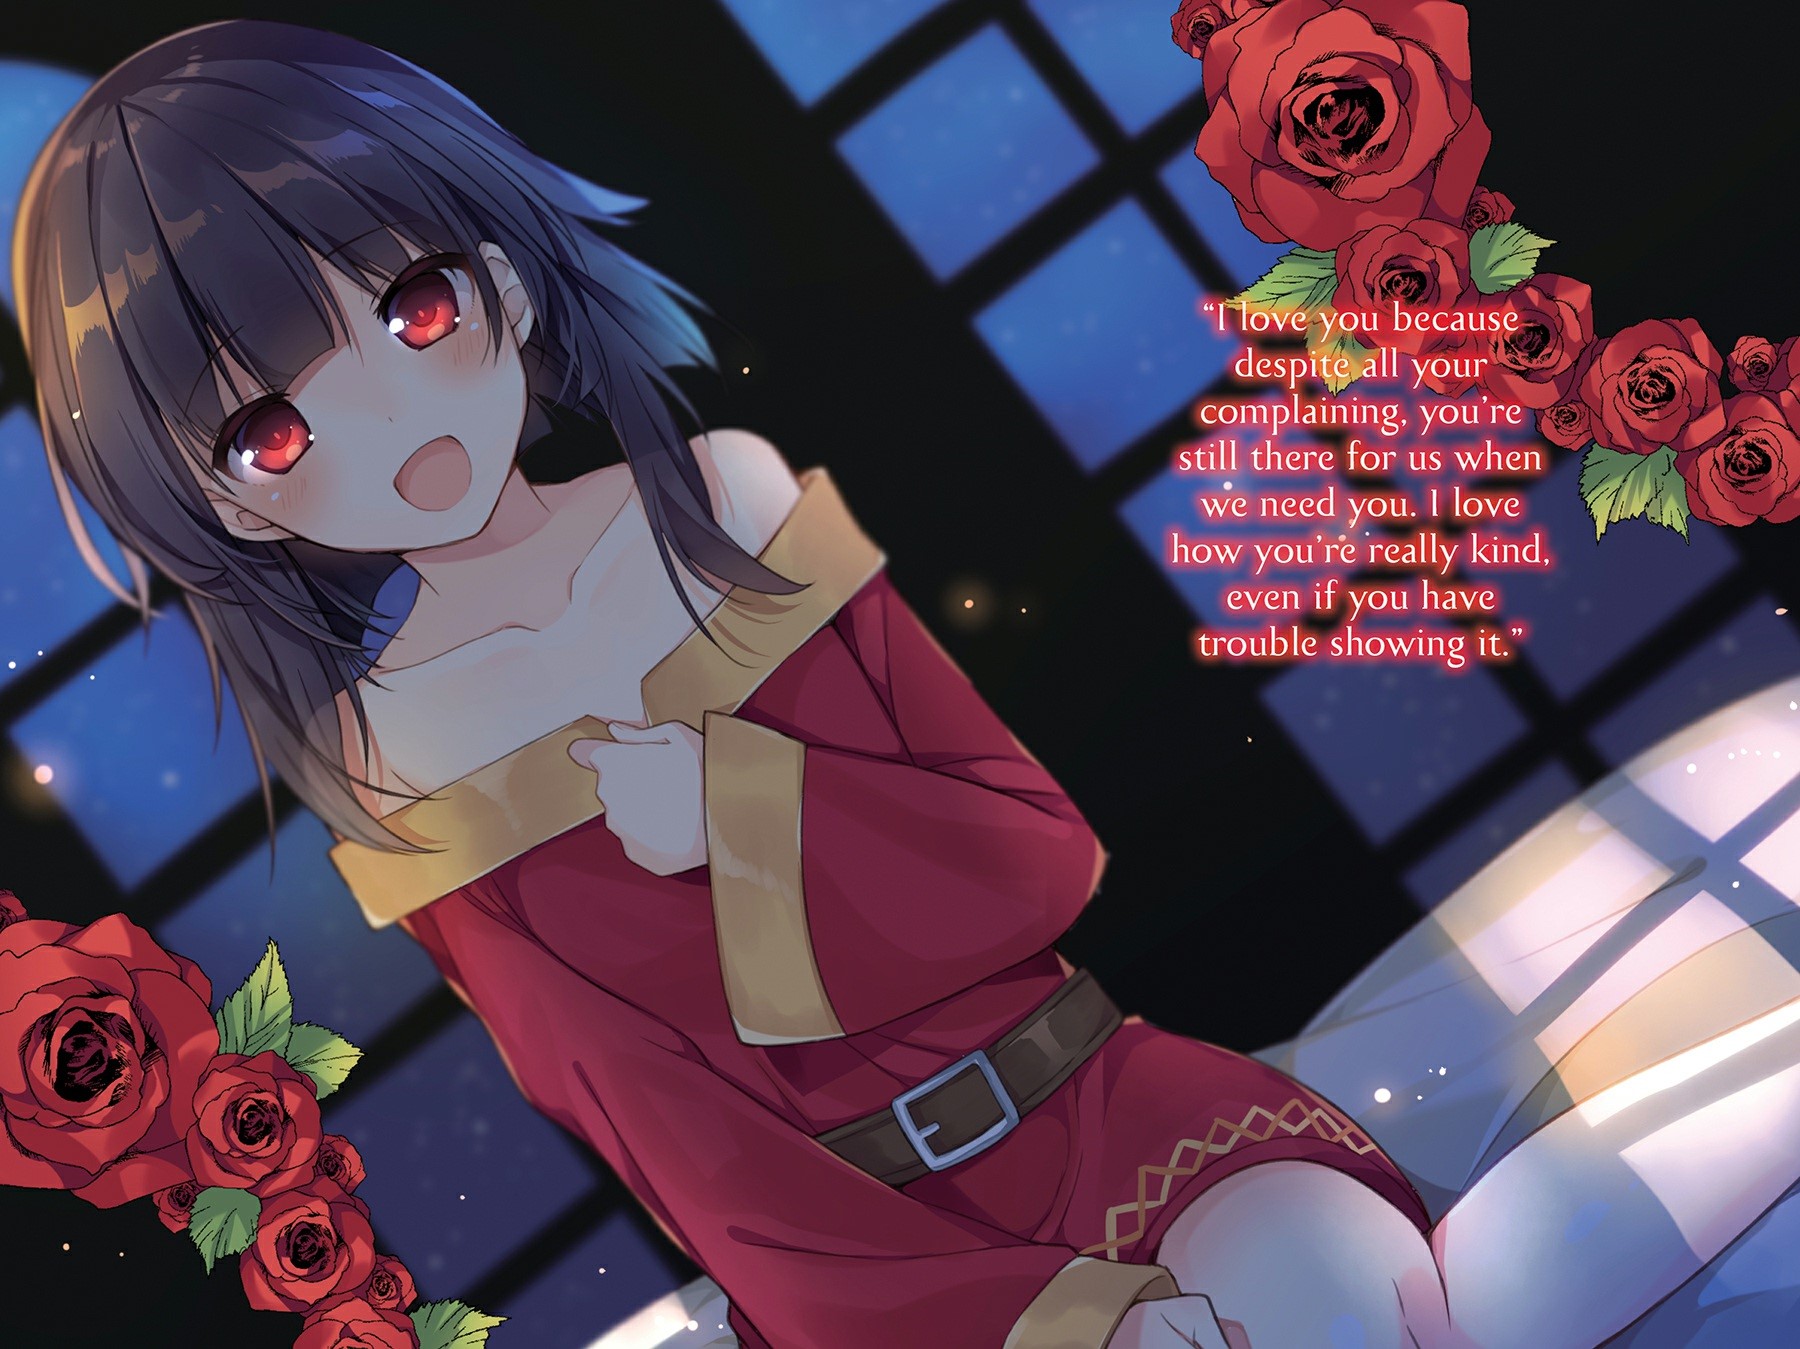 “I love you because
despite all your
complaining, you’re
still there for us when
we need you. I love
how you’re really kind,
even if you have
trouble showing it.”